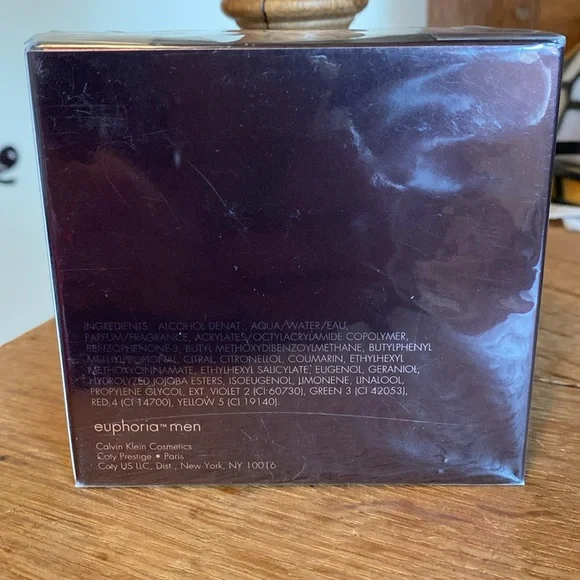 INGREDIENTS: ALCOHOL DENAT., AQUA/WATER/EAU,
PARFUM/FRAGRANCE, ACRYLATES/OCTYLACRYLAMIDE COPOLYMER,
BENZOPHENONE-3, BUTYL METHOXYDIBENZOYLMETHANE, BUTYLPHENYL
METHYLPROPIONAL, CITRAL, CITRONELLOL, COUMARIN, ETHYLHEXYL
METHOXYCINNAMATE, ETHYLHEXYL SALICYLATE, EUGENOL, GERANIOL,
HYDROLYZED JOJOBA ESTERS, ISOEUGENOL, LIMONENE, LINALOOL,
PROPYLENE GLYCOL, EXT. VIOLET 2 (CI 60730), GREEN 3 (CI 42053),
RED 4 (CI 14700), YELLOW 5 (CI 19140).
euphoria™ men
Calvin Klein Cosmetics
Coty Prestige • Paris
Coty US LLC, Dist., New York, NY 10016